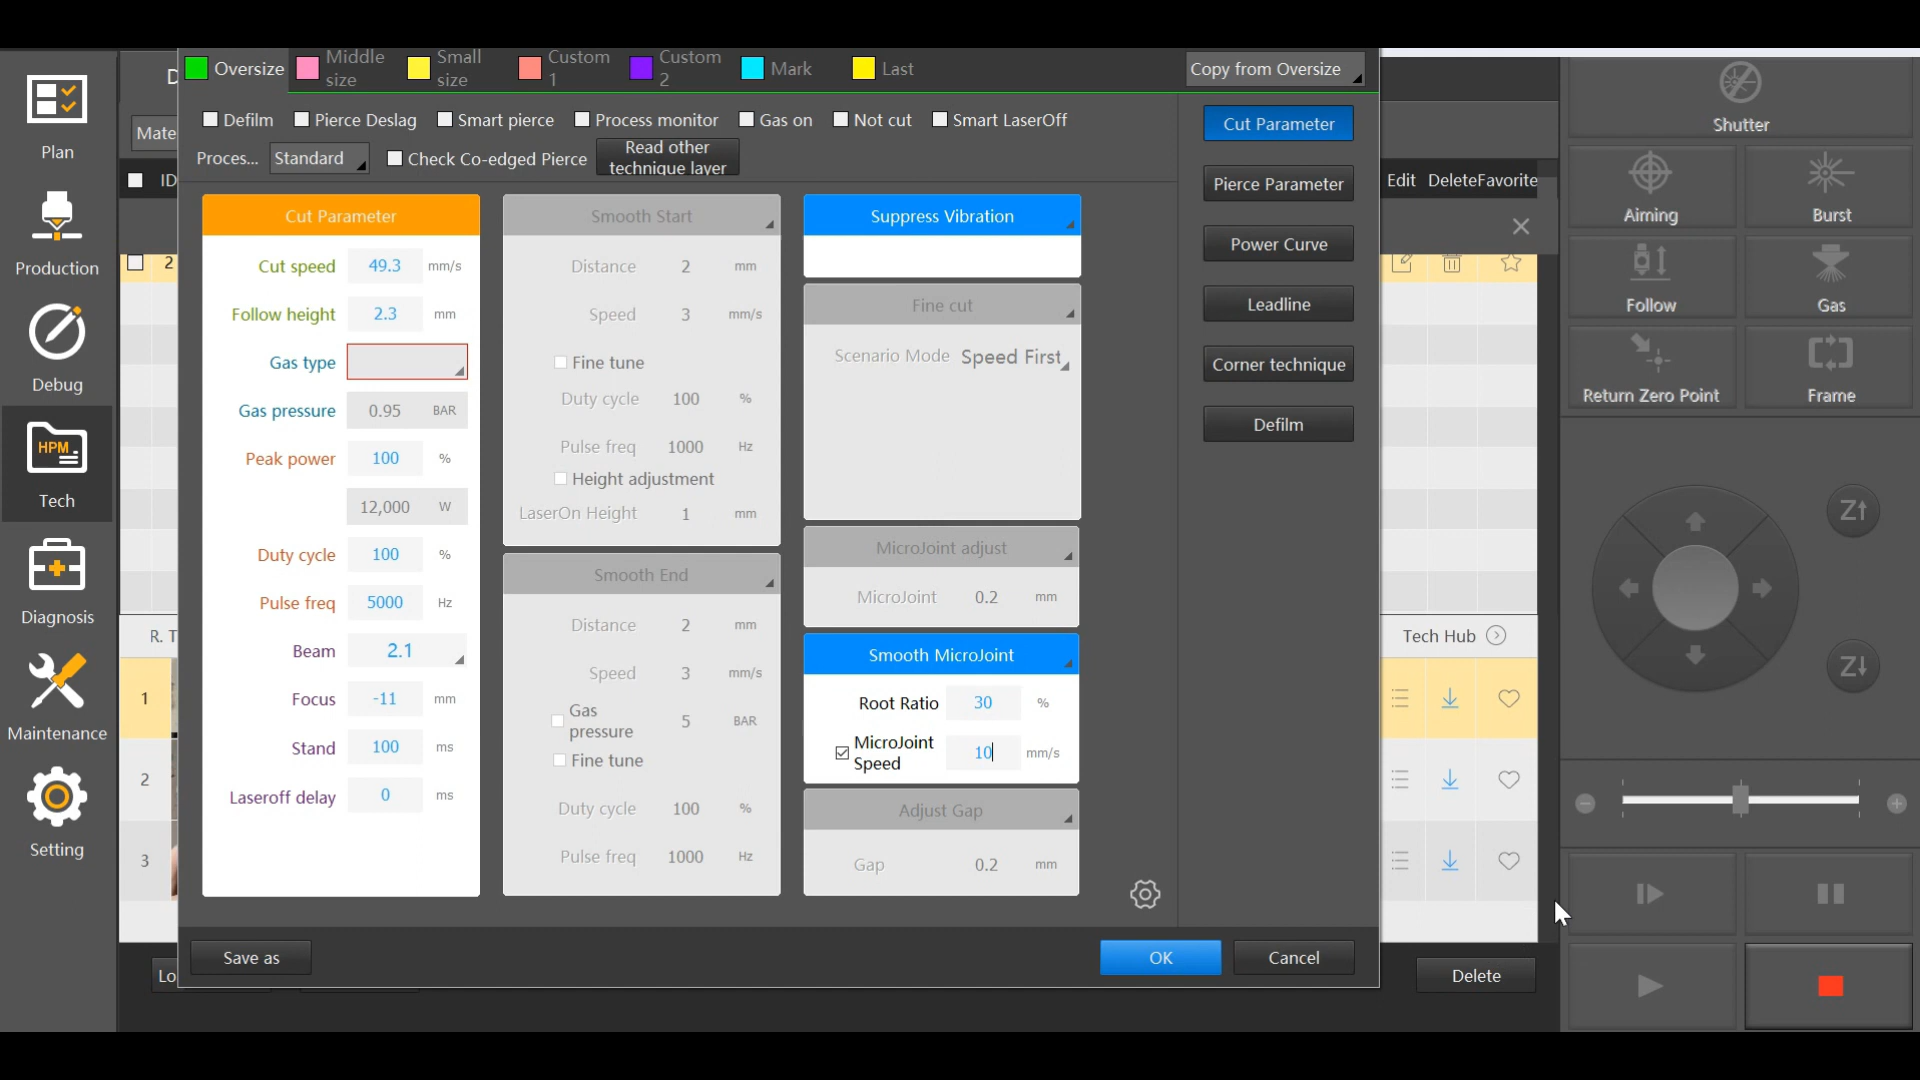 Oversize
Middle size
Small size
Custom 1
Custom 2
Mark
Last
Copy from Oversize
Defilm
Pierce Deslag
Smart pierce
Process monitor
Gas on
Not cut
Smart LaserOff
Proces...
Standard
Check Co-edged Pierce
Read other technique layer
Plan
Production
Debug
HPM
Tech
Diagnosis
Maintenance
Setting
D
Mate
ID
2
R. T
1
2
3
Lo
Cut Parameter
Cut speed 49.3 mm/s
Follow height 2.3 mm
Gas type
Gas pressure 0.95 BAR
Peak power 100 %
12,000 W
Duty cycle 100 %
Pulse freq 5000 Hz
Beam 2.1
Focus -11 mm
Stand 100 ms
Laseroff delay 0 ms
Smooth Start
Distance 2 mm
Speed 3 mm/s
Fine tune
Duty cycle 100 %
Pulse freq 1000 Hz
Height adjustment
LaserOn Height 1 mm
Smooth End
Distance 2 mm
Speed 3 mm/s
Gas pressure 5 BAR
Fine tune
Duty cycle 100 %
Pulse freq 1000 Hz
Suppress Vibration
Fine cut
Scenario Mode Speed First
MicroJoint adjust
MicroJoint 0.2 mm
Smooth MicroJoint
Root Ratio 30 %
MicroJoint Speed 10 mm/s
Adjust Gap
Gap 0.2 mm
Cut Parameter
Pierce Parameter
Power Curve
Leadline
Corner technique
Defilm
Save as
OK
Cancel
Edit DeleteFavorite
Tech Hub
Delete
Shutter
Aiming
Burst
Follow
Gas
Return Zero Point
Frame
Z↑
Z↓